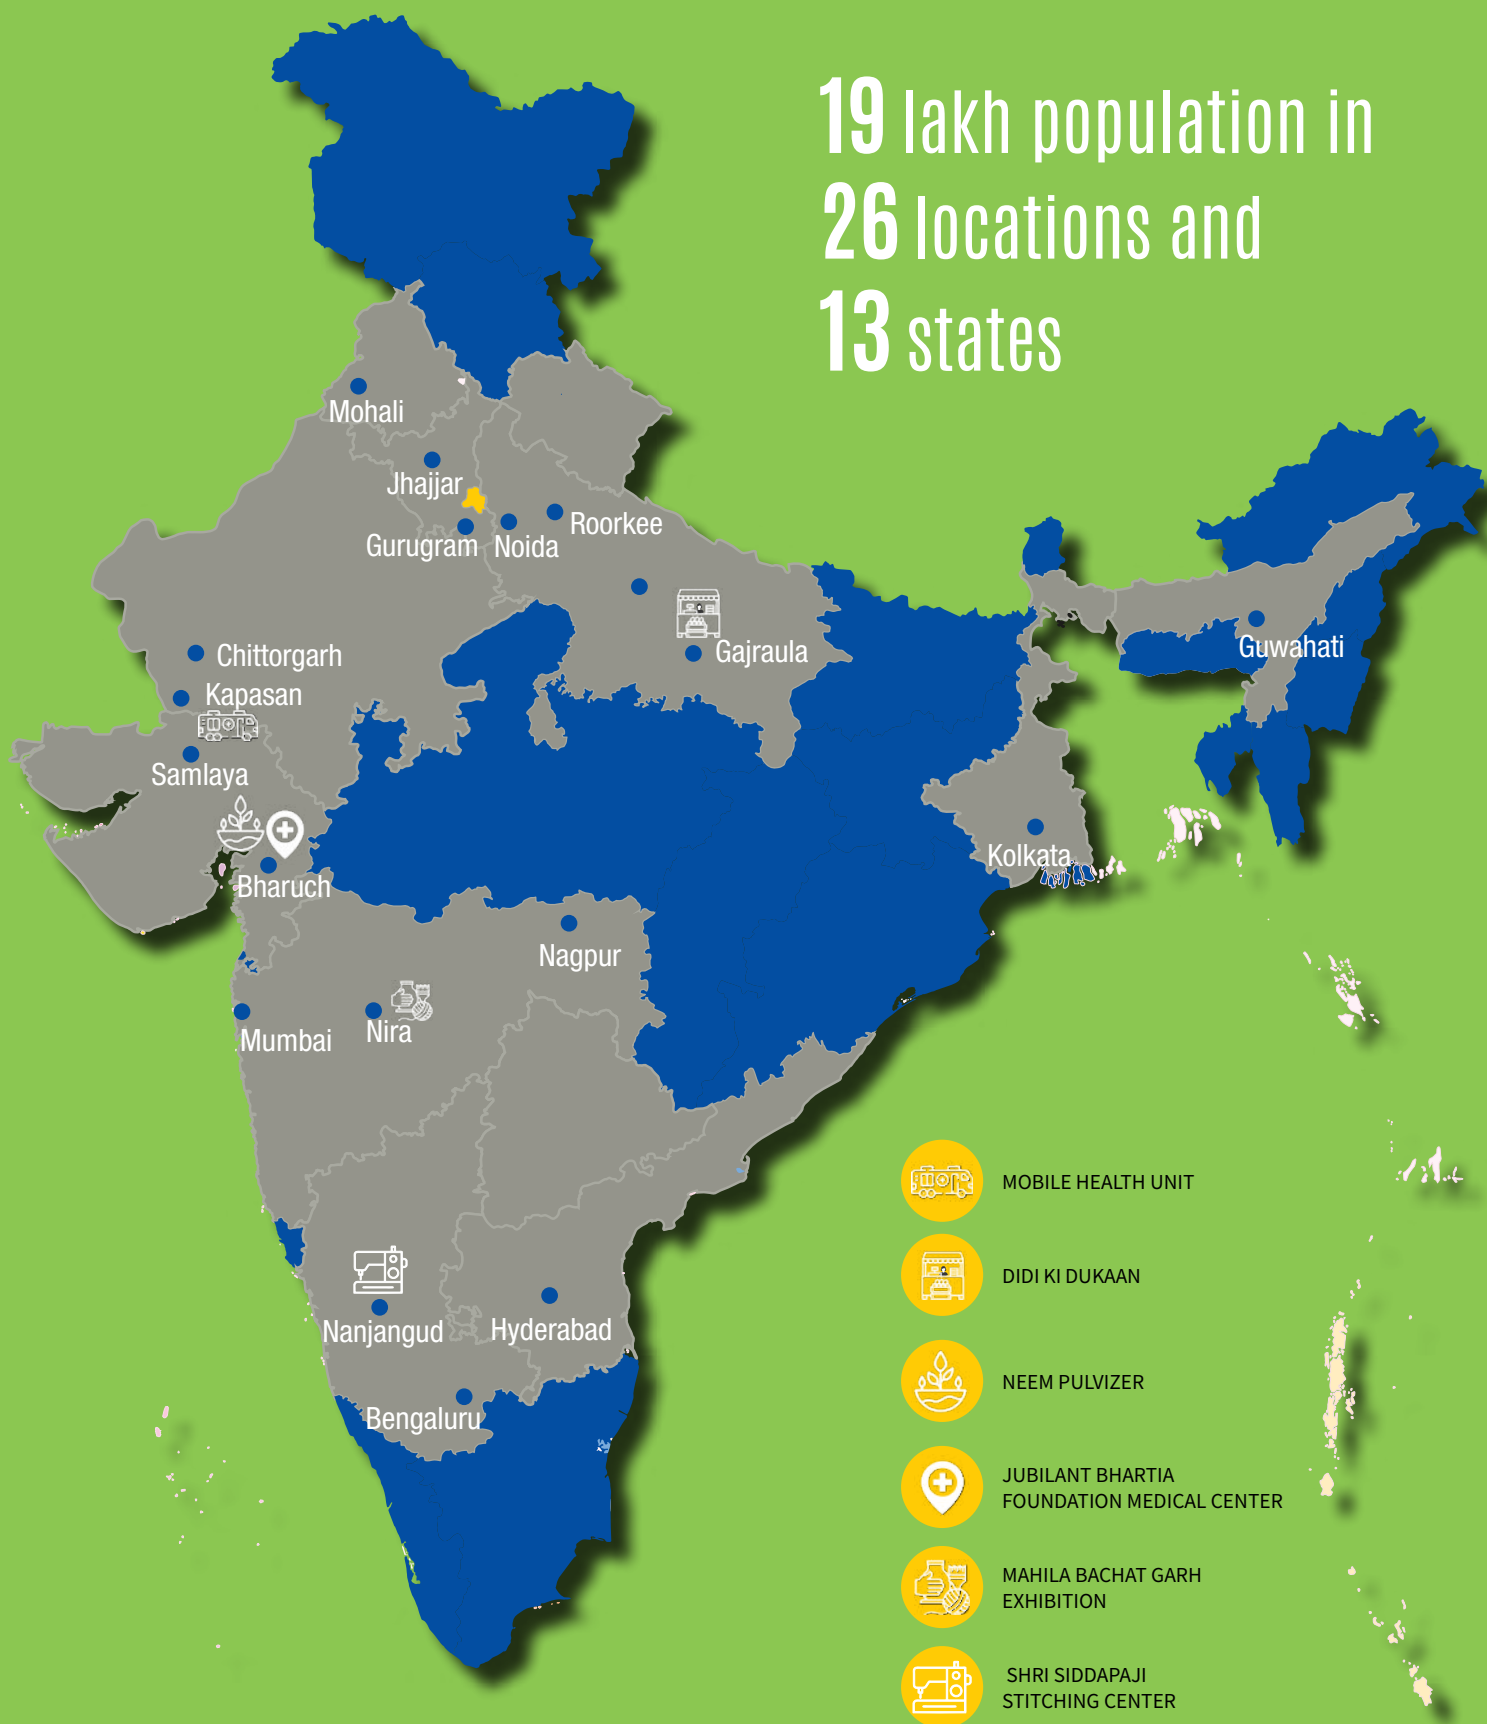 19 lakh population in
26 locations and
13 states
Mohali
Jhajjar
Roorkee
Gurugram
Noida
Guwahati
Chittorgarh
Gajraula
Kapasan
Samlaya
Kolkata
Bharuch
Nagpur
Nira
Mumbai
MOBILE HEALTH UNIT
DIDI KI DUKAAN
Nanjangud
Hyderabad
NEEM PULVIZER
Bengaluru
JUBILANT BHARTIA
FOUNDATION MEDICAL CENTER
MAHILA BACHAT GARH
EXHIBITION
SHRI SIDDAPAJI
STITCHING CENTER